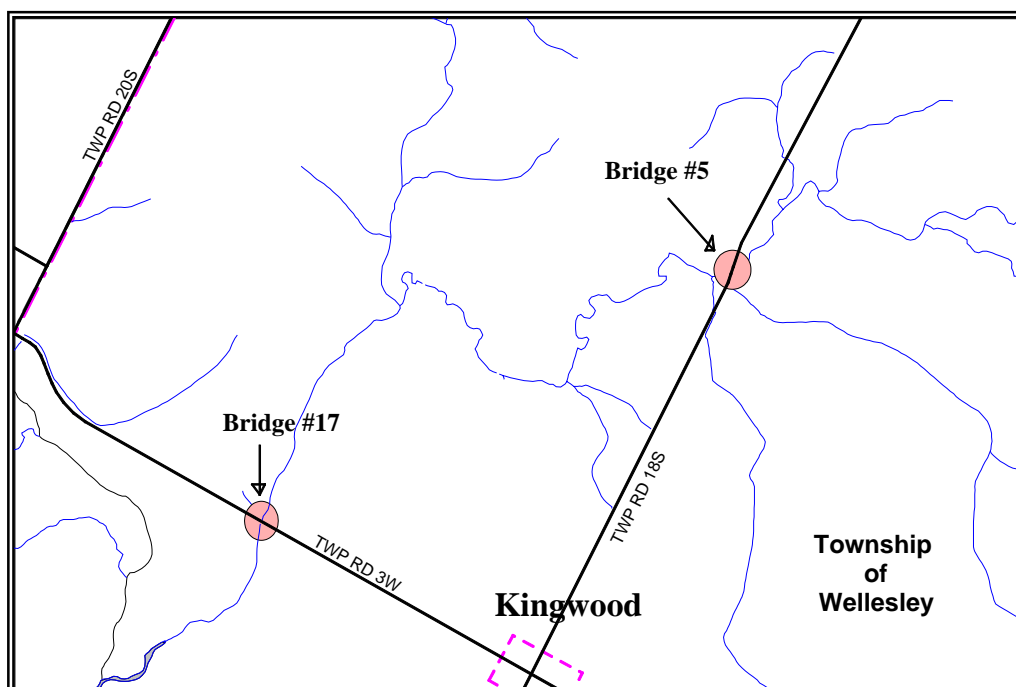 TWP RD 20S
Bridge #5
Bridge #17
TWP RD 18S
TWP RD 3W
Township
of
Wellesley
Kingwood